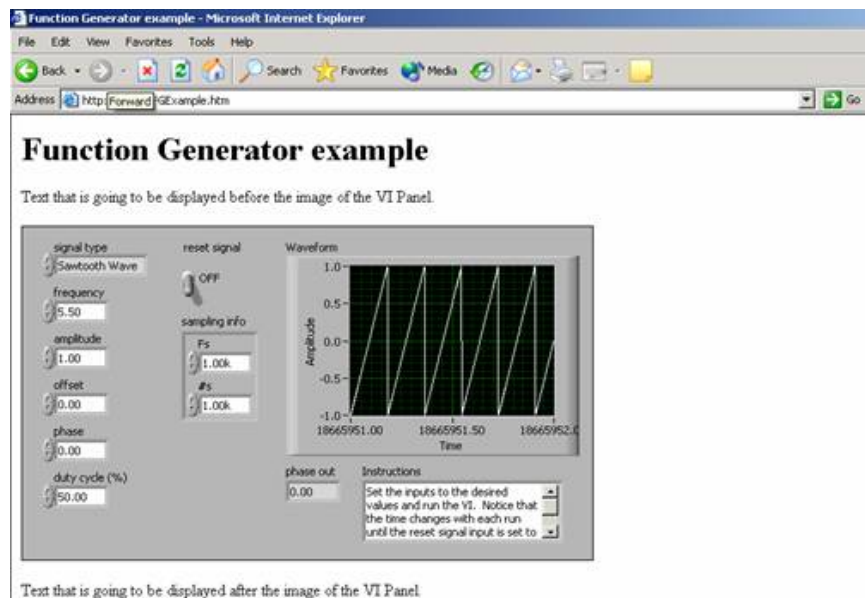 Function Generator example - Microsoft Internet Explorer
File Edit View Favorites Tools Help
Back Search Favorites Media
Address http: Forward GExample.htm Go
Function Generator example
Text that is going to be displayed before the image of the VI Panel.
signal type
Sawtooth Wave
frequency
5.50
amplitude
1.00
offset
0.00
phase
0.00
duty cycle (%)
50.00
reset signal
OFF
sampling info
Fs
1.00k
#s
1.00k
Waveform
1.0
0.5
0.0
-0.5
-1.0
Amplitude
18665951.00 18665951.50 18665952.0
Time
phase out
0.00
Instructions
Set the inputs to the desired
values and run the VI. Notice that
the time changes with each run
until the reset signal input is set to
Text that is going to be displayed after the image of the VI Panel